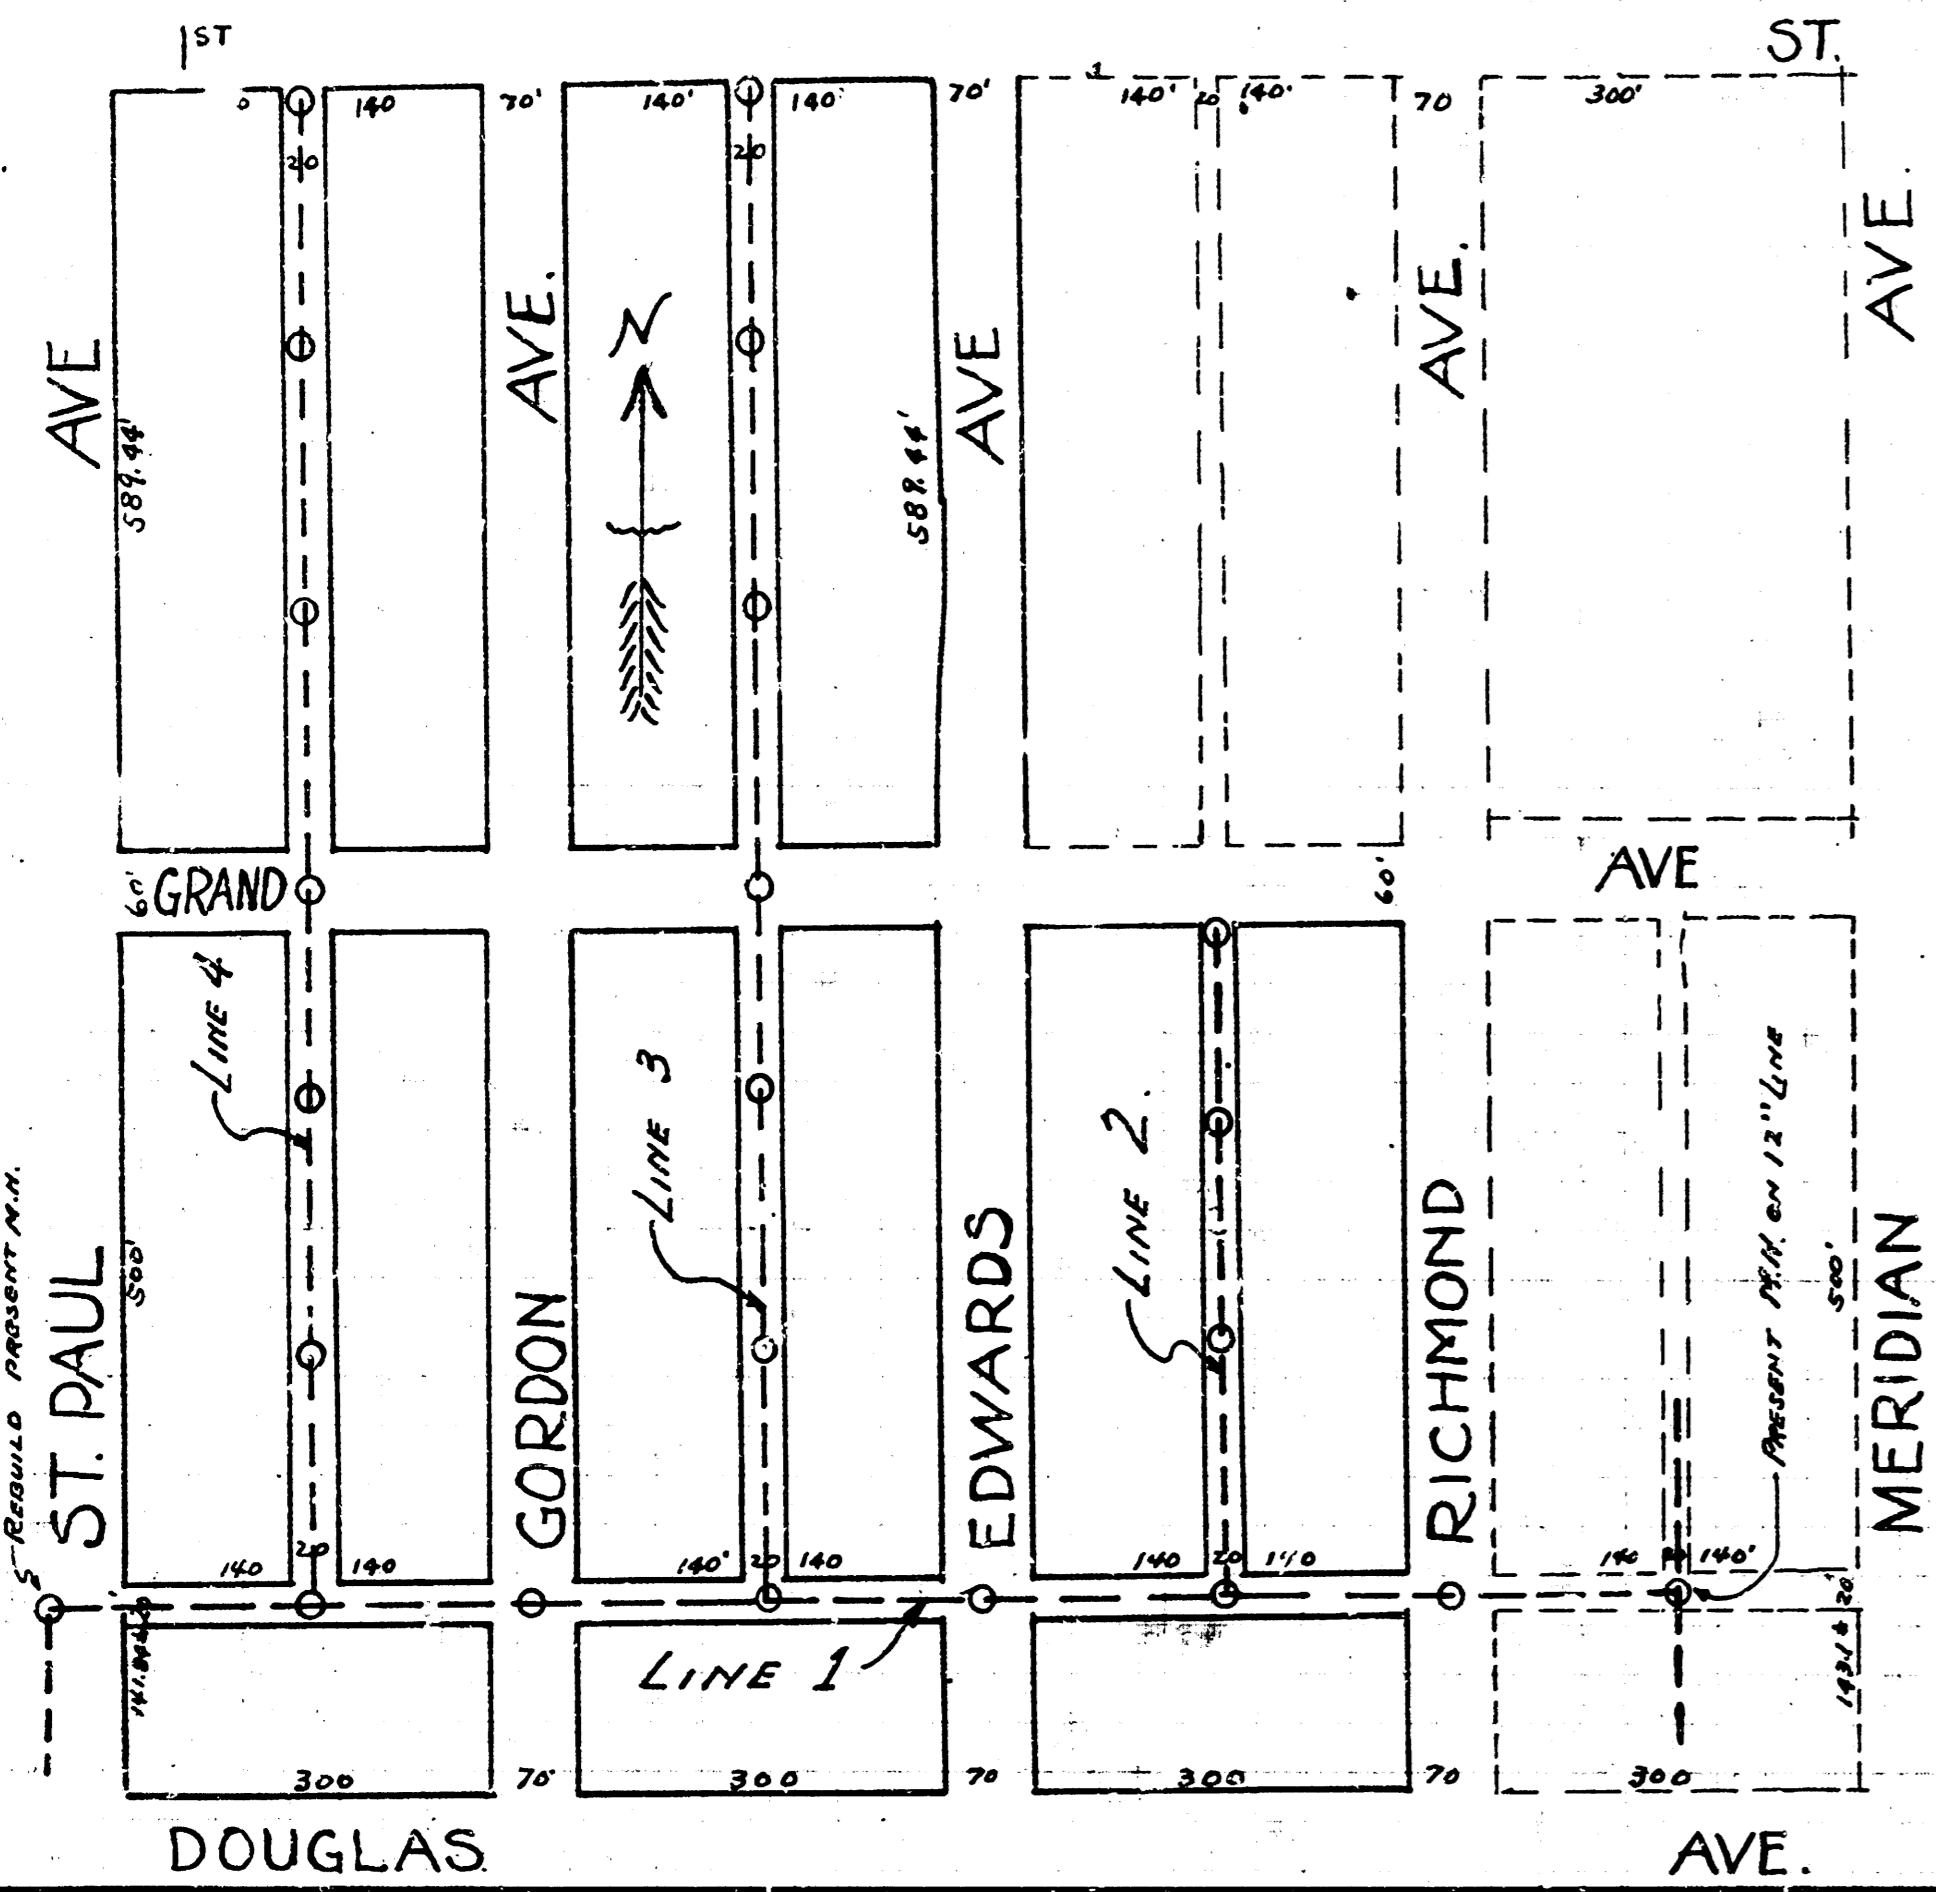 1ST ST.
140 70' 140' 140' 70' 140' 20 140' 70 300'
20 20
AVE AVE. AVE AVE. AVE.
N
589.44' 589.44'
60' GRAND 60' AVE
LINE 4
LINE 3
LINE 2.
REBUILD PRESENT M.H.
PRESENT M.H. ON 12" LINE
500' 500'
ST. PAUL GORDON EDWARDS RICHMOND MERIDIAN
140 20 140 140' 20 140 140 20 140 140 20 140'
20
LINE 1
300 70' 300 70 300 70 300
DOUGLAS AVE.